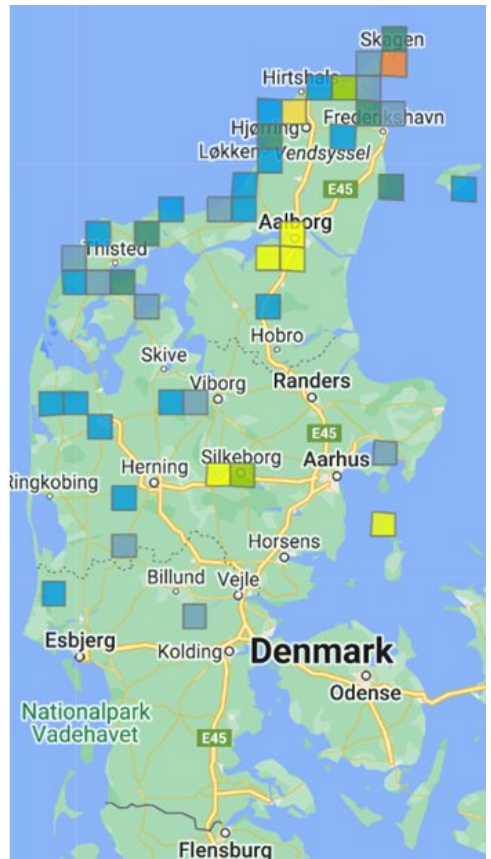 Skagen
Hirtshals
Hjørring
Frederikshavn
Løkken
Vendsyssel
E45
Aalborg
Thisted
Hobro
Skive
Viborg
Randers
E45
Silkeborg
Aarhus
Herning
Ringkobing
Horsens
Billund
Vejle
Esbjerg
Kolding
Denmark
Odense
Nationalpark
Vadehavet
E45
Flensburg